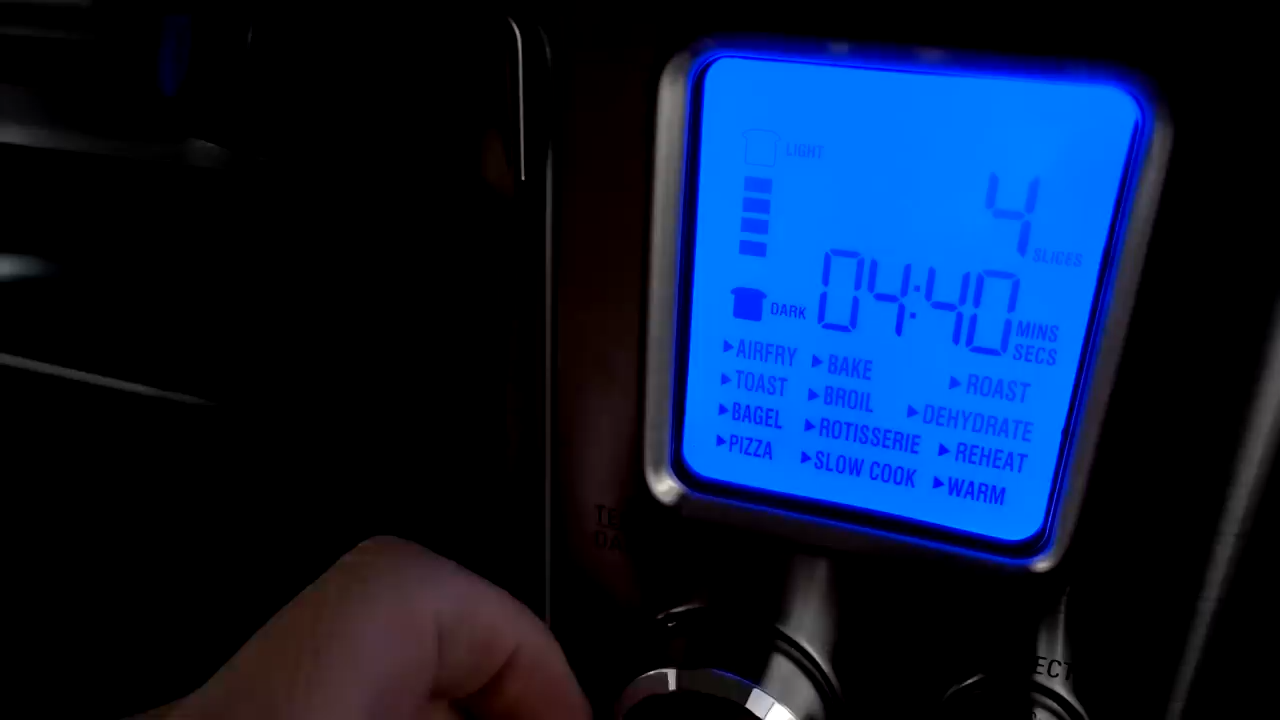 LIGHT
4
SLICES
04:40
MINS
SECS
DARK
AIRFRY BAKE ROAST
TOAST BROIL DEHYDRATE
BAGEL ROTISSERIE REHEAT
PIZZA SLOW COOK WARM